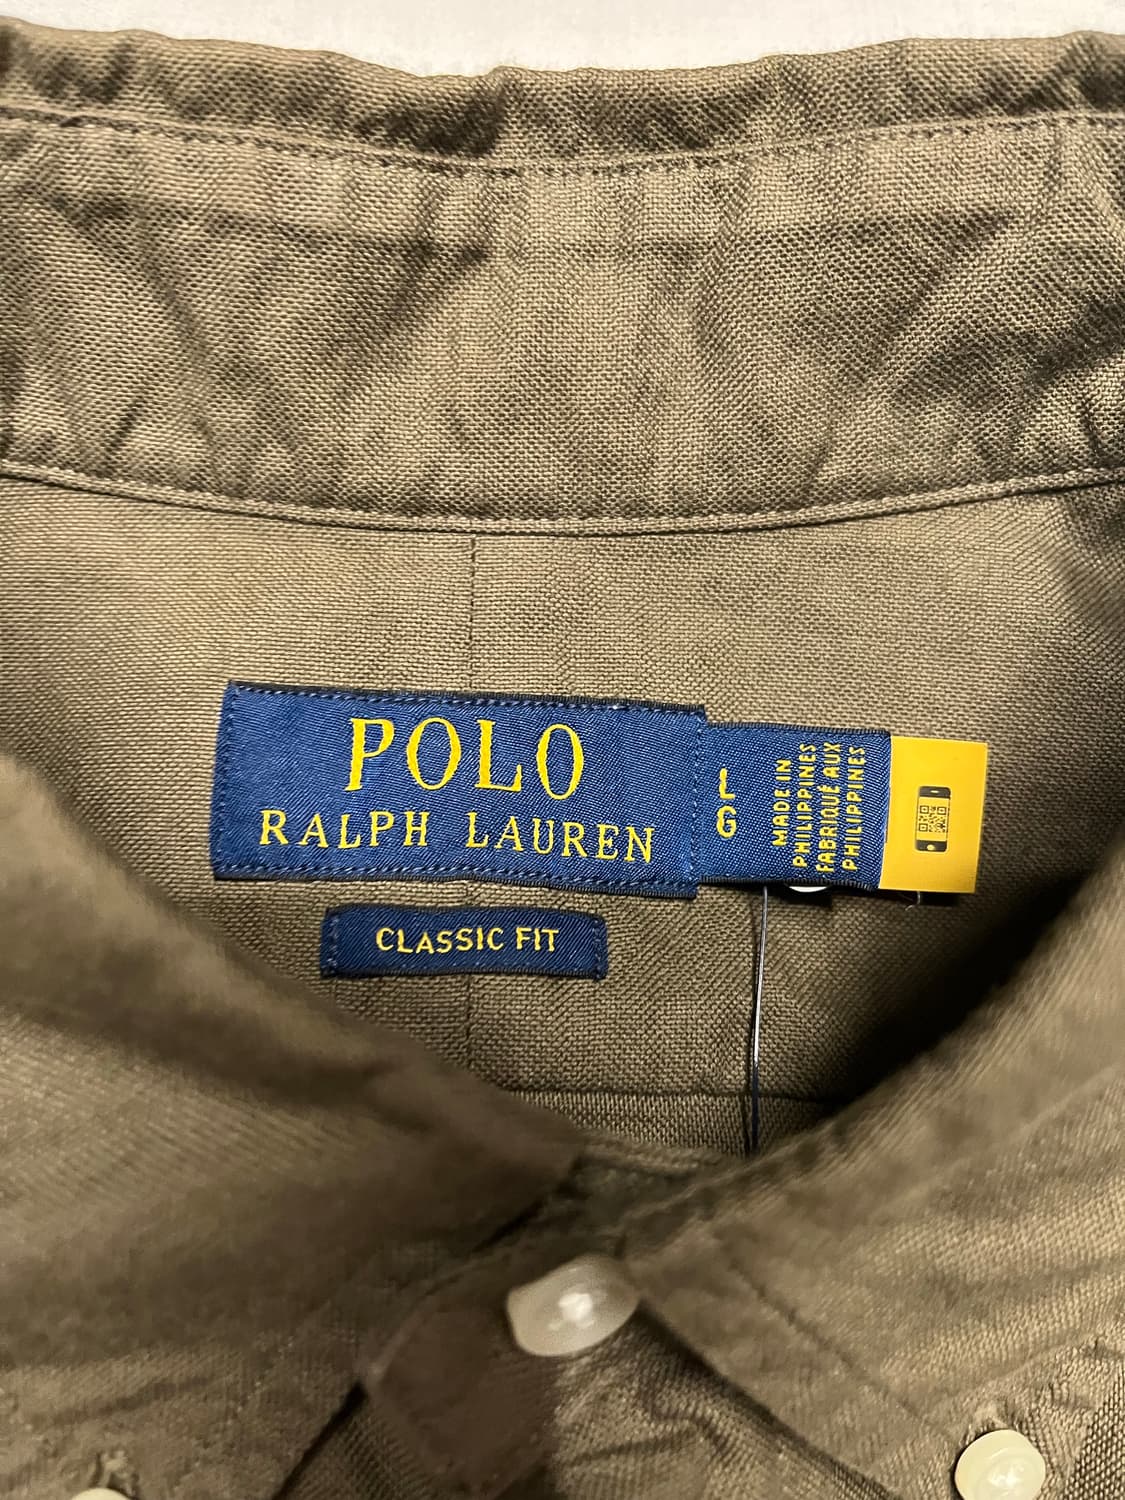 POLO
RALPH LAUREN
L
G
MADE IN
PHILIPPINES
FABRIQUÉ AUX
PHILIPPINES
CLASSIC FIT